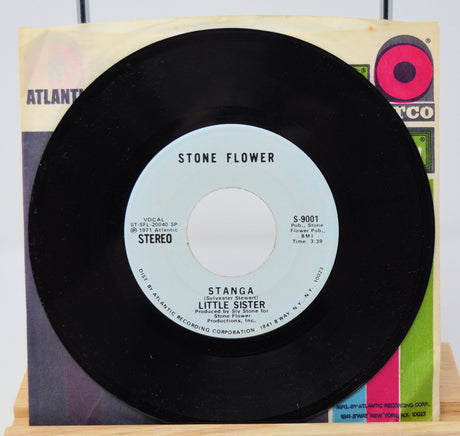 ATLANTI
®
TCO
STONE FLOWER
VOCAL
ST-SFL-20040 SP
℗ 1971 Atlantic
STEREO
S-9001
Pub., Stone
Flower Pub.,
BMI
Time: 3:39
STANGA
(Sylvester Stewart)
LITTLE SISTER
Produced by Sly Stone for
Stone Flower
Productions, Inc.
DIST. BY ATLANTIC RECORDING CORPORATION, 1841 B'WAY, N.Y., N.Y. 10023
MFG. BY ATLANTIC RECORDING CORP.
1841 B'WAY NEW YORK, N.Y. 10023